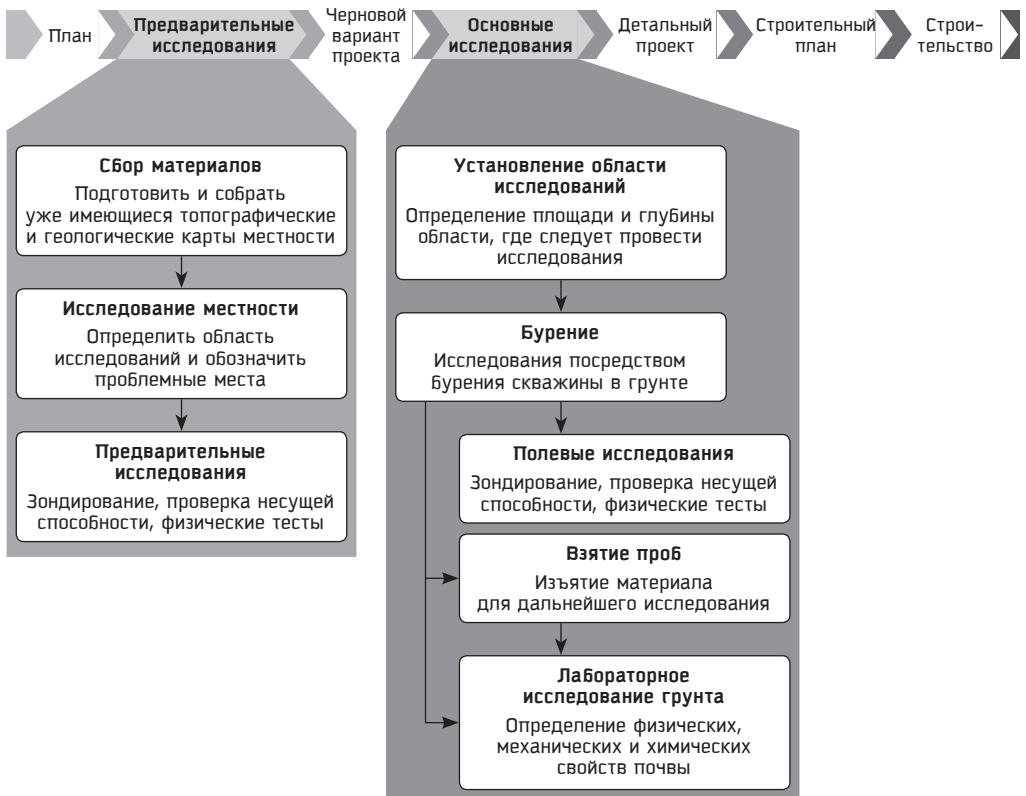 План
Предварительные
исследования
Черновой
вариант
проекта
Основные
исследования
Детальный
проект
Строительный
план
Строи-
тельство
Сбор материалов
Подготовить и собрать
уже имеющиеся топографические
и геологические карты местности
Исследование местности
Определить область
исследований и обозначить
проблемные места
Предварительные
исследования
Зондирование, проверка несущей
способности, физические тесты
Установление области
исследований
Определение площади и глубины
области, где следует провести
исследования
Бурение
Исследования посредством
бурения скважины в грунте
Полевые исследования
Зондирование, проверка несущей
способности, физические тесты
Взятие проб
Изъятие материала
для дальнейшего исследования
Лабораторное
исследование грунта
Определение физических,
механических и химических
свойств почвы